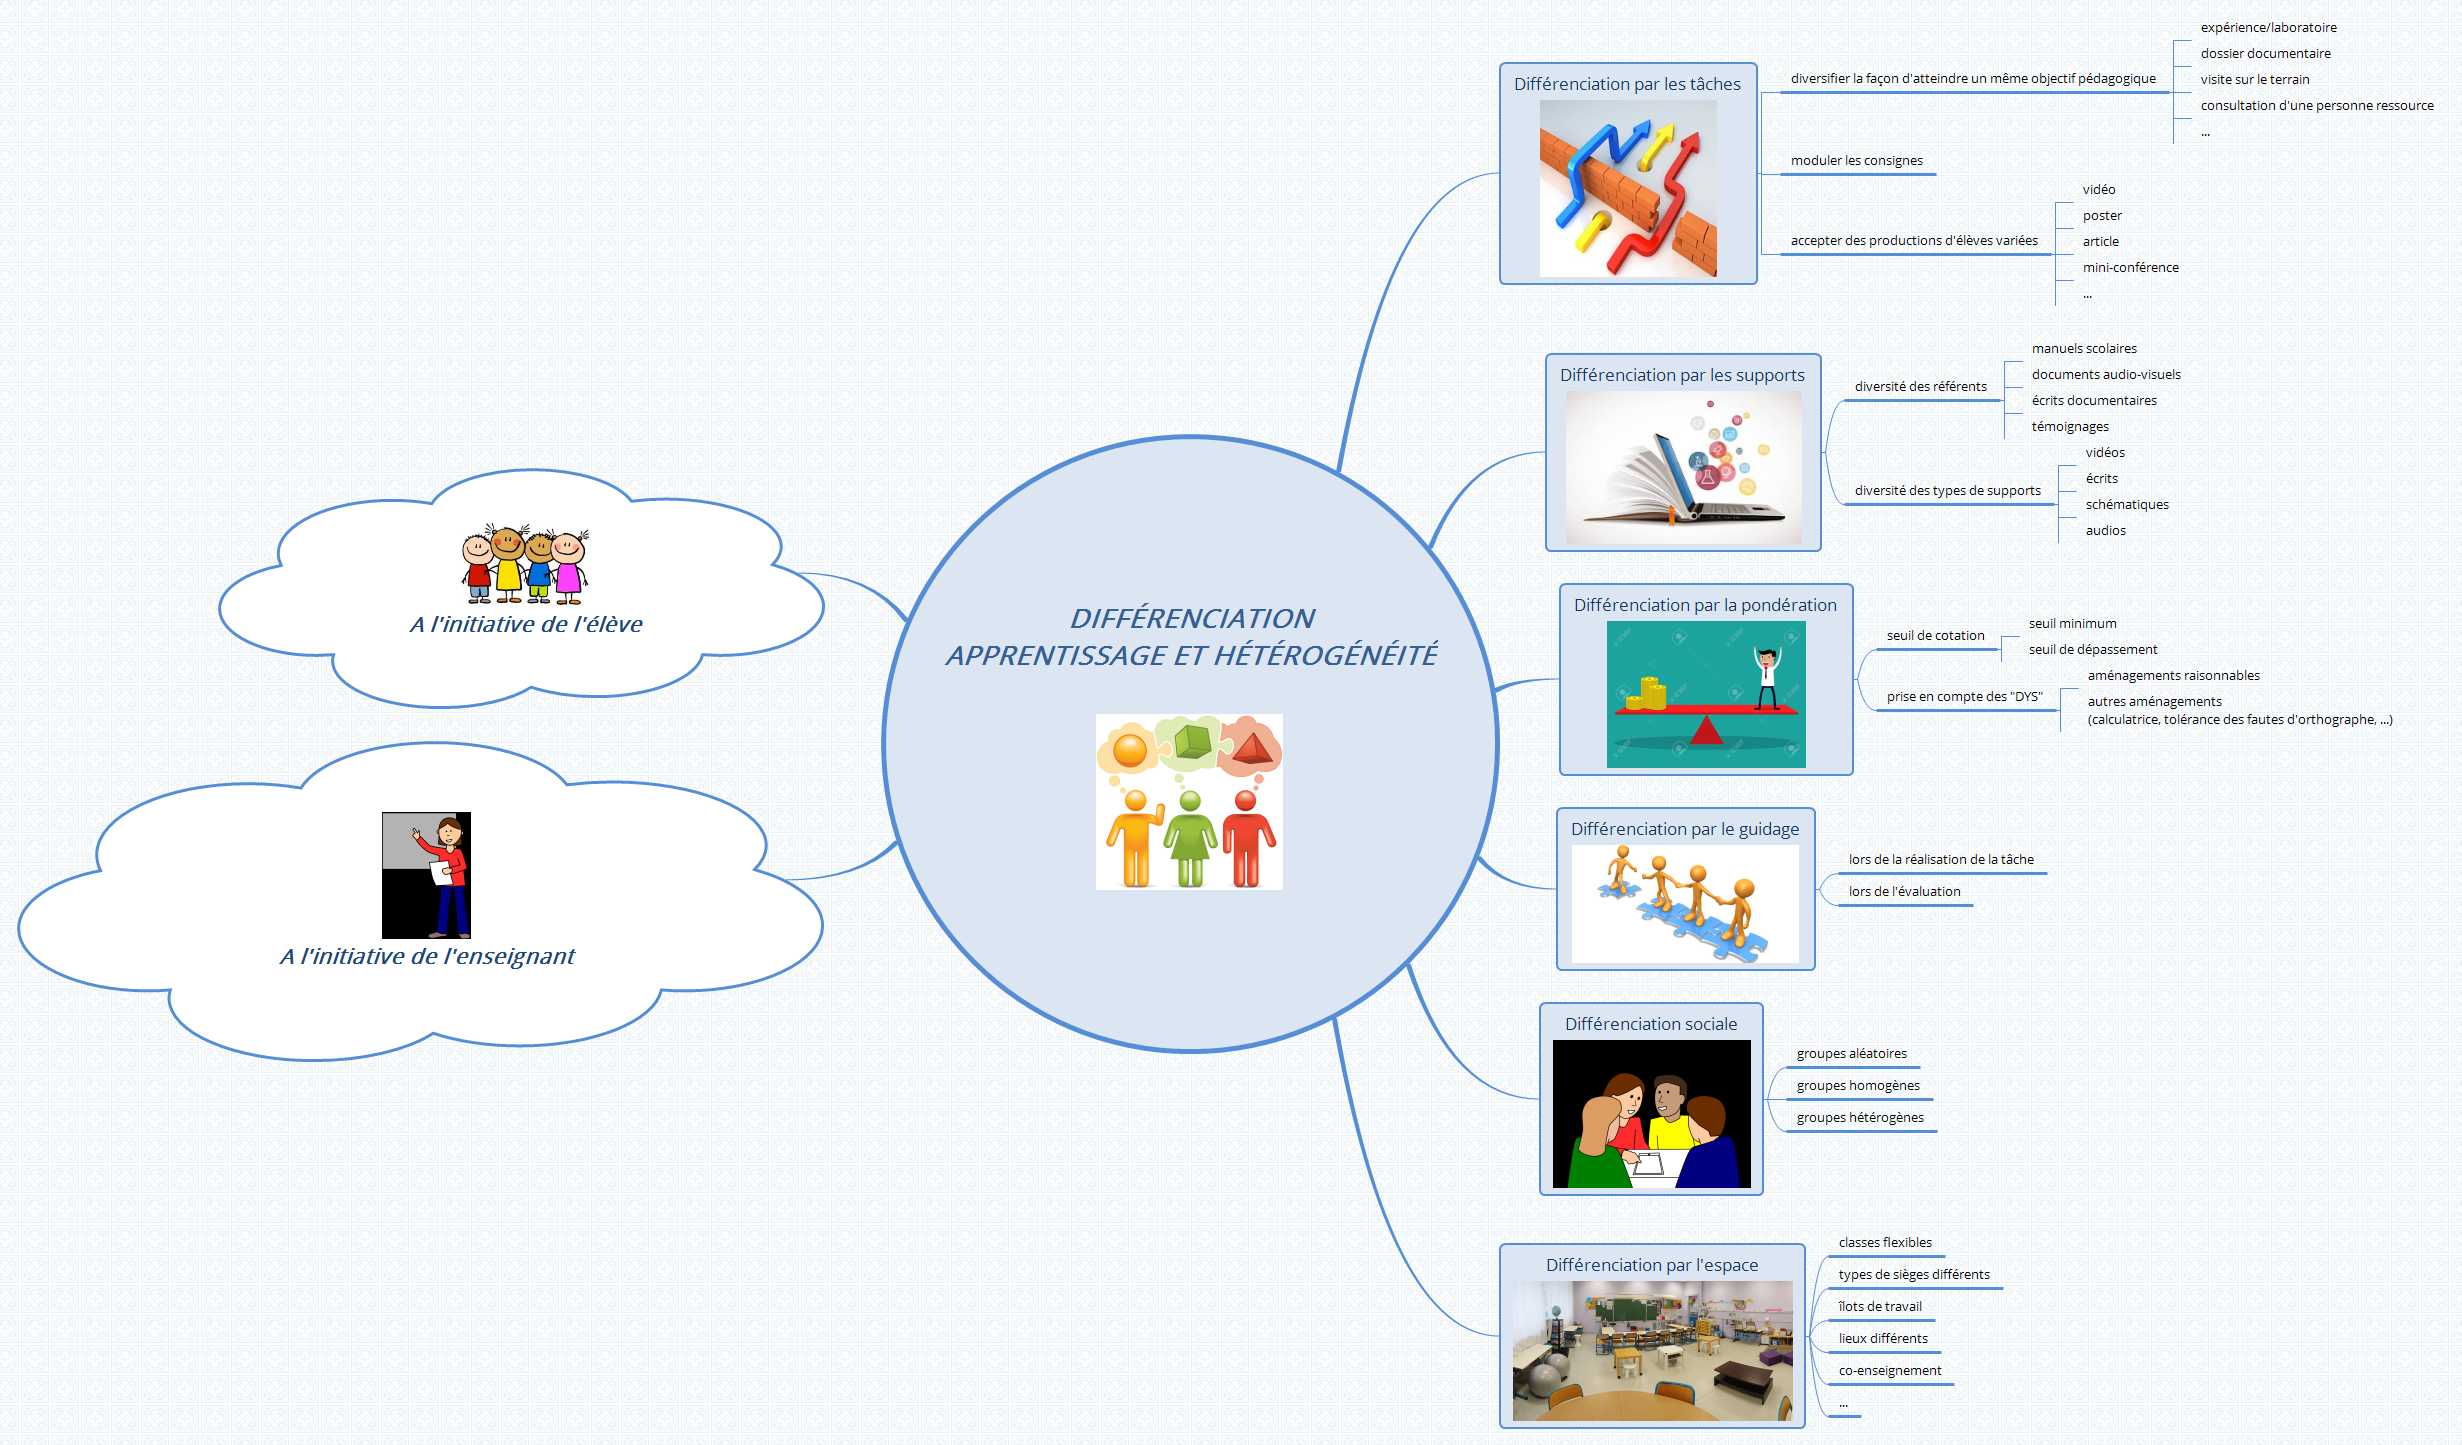 DIFFÉRENCIATION
APPRENTISSAGE ET HÉTÉROGÉNÉITÉ
A l'initiative de l'élève
A l'initiative de l'enseignant
Différenciation par les tâches
diversifier la façon d'atteindre un même objectif pédagogique
expérience/laboratoire
dossier documentaire
visite sur le terrain
consultation d'une personne ressource
...
moduler les consignes
accepter des productions d'élèves variées
vidéo
poster
article
mini-conférence
...
Différenciation par les supports
diversité des référents
manuels scolaires
documents audio-visuels
écrits documentaires
témoignages
diversité des types de supports
vidéos
écrits
schématiques
audios
Différenciation par la pondération
seuil de cotation
seuil minimum
seuil de dépassement
prise en compte des "DYS"
aménagements raisonnables
autres aménagements
(calculatrice, tolérance des fautes d'orthographe, ...)
Différenciation par le guidage
lors de la réalisation de la tâche
lors de l'évaluation
Différenciation sociale
groupes aléatoires
groupes homogènes
groupes hétérogènes
Différenciation par l'espace
classes flexibles
types de sièges différents
îlots de travail
lieux différents
co-enseignement
...